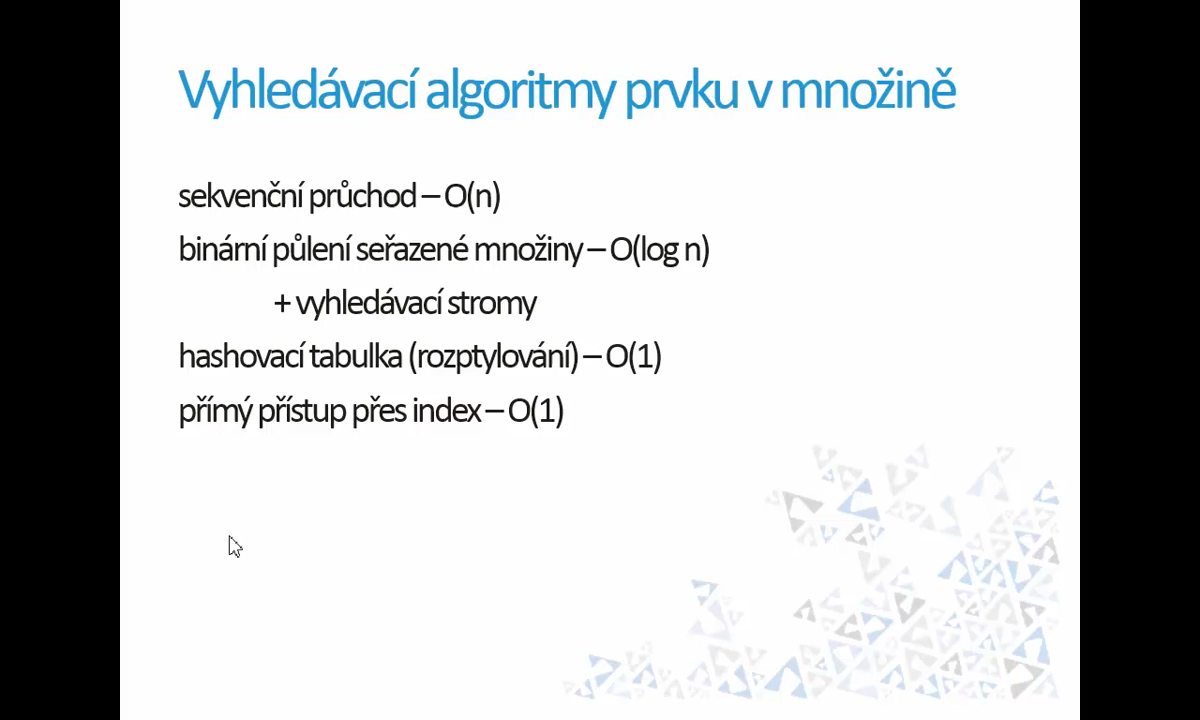 Vyhledávací algoritmy prvku v množině
sekvenční průchod – O(n)
binární půlení seřazené množiny – O(log n)
+ vyhledávací stromy
hashovací tabulka (rozptylování) – O(1)
přímý přístup přes index – O(1)